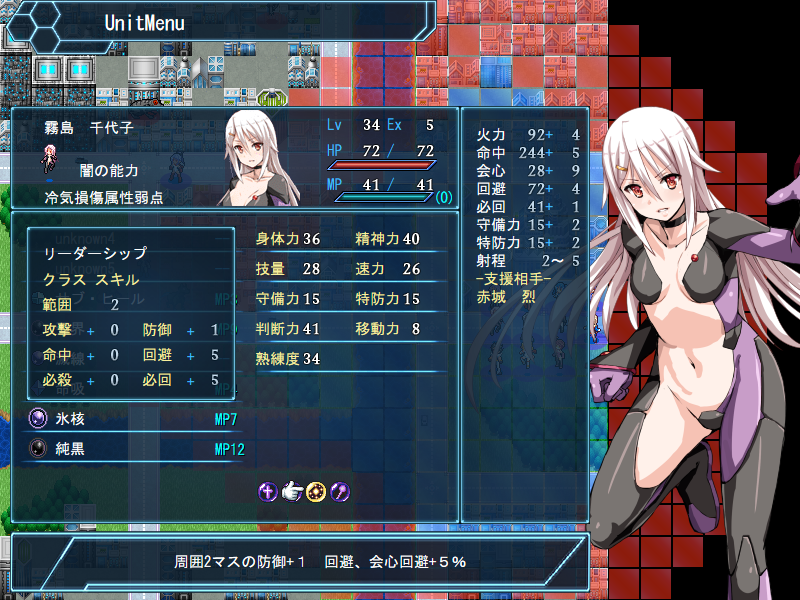 UnitMenu
霧島　千代子
Lv 34 Ex 5
HP 72 / 72
闇の能力
MP 41 / 41 (0)
冷気損傷属性弱点
リーダーシップ
クラス スキル
範囲 2
攻撃 + 0 防御 + 1
命中 + 0 回避 + 5
必殺 + 0 必回 + 5
氷核 MP7
純黒 MP12
身体力 36 精神力 40
技量 28 速力 26
守備力 15 特防力 15
判断力 41 移動力 8
熟練度 34
火力 92+ 4
命中 244+ 5
会心 28+ 9
回避 72+ 4
必回 41+ 1
守備力 15+ 2
特防力 15+ 2
射程 2～ 5
-支援相手-
赤城　烈
周囲2マスの防御+１　回避、会心回避+５％